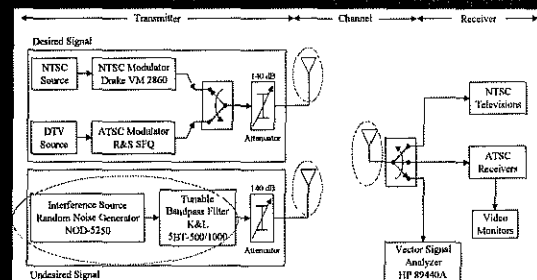 Transmitter
Channel
Receiver
Desired Signal
NTSC
Source
NTSC Modulator
Drake VM 2860
140 dB
Attenuator
DTV
Source
ATSC Modulator
R&S SFQ
NTSC
Televisions
ATSC
Receivers
Video
Monitors
Vector Signal
Analyzer
HP 89440A
Interference Source
Random Noise Generator
NOD-5250
Tunable
Bandpass Filter
K&L
5BT-500/1000
140 dB
Attenuator
Undesired Signal